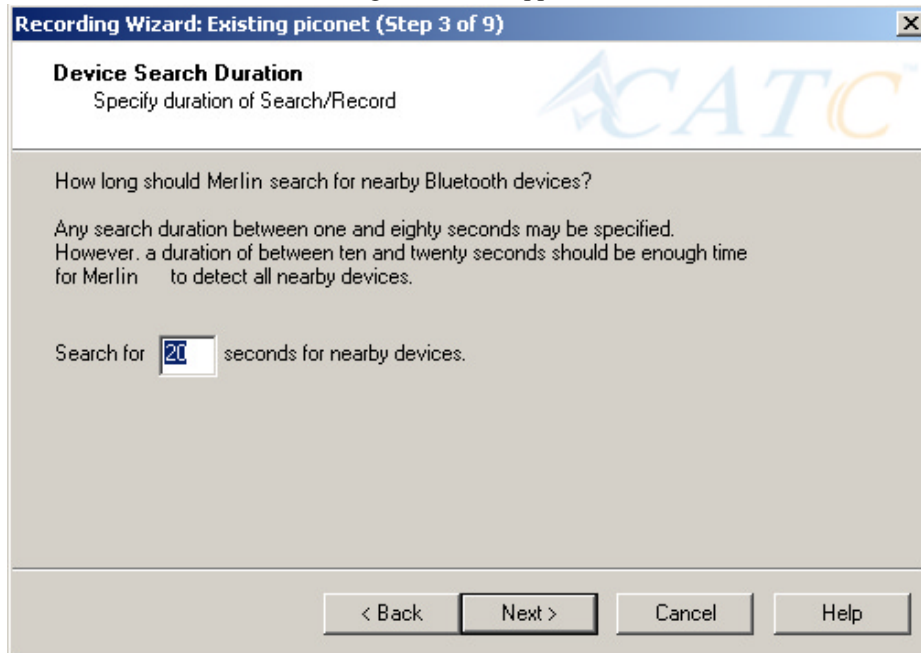 Recording Wizard: Existing piconet (Step 3 of 9)
Device Search Duration
Specify duration of Search/Record
CATC
How long should Merlin search for nearby Bluetooth devices?
Any search duration between one and eighty seconds may be specified.
However. a duration of between ten and twenty seconds should be enough time
for Merlin to detect all nearby devices.
Search for 20 seconds for nearby devices.
< Back Next > Cancel Help